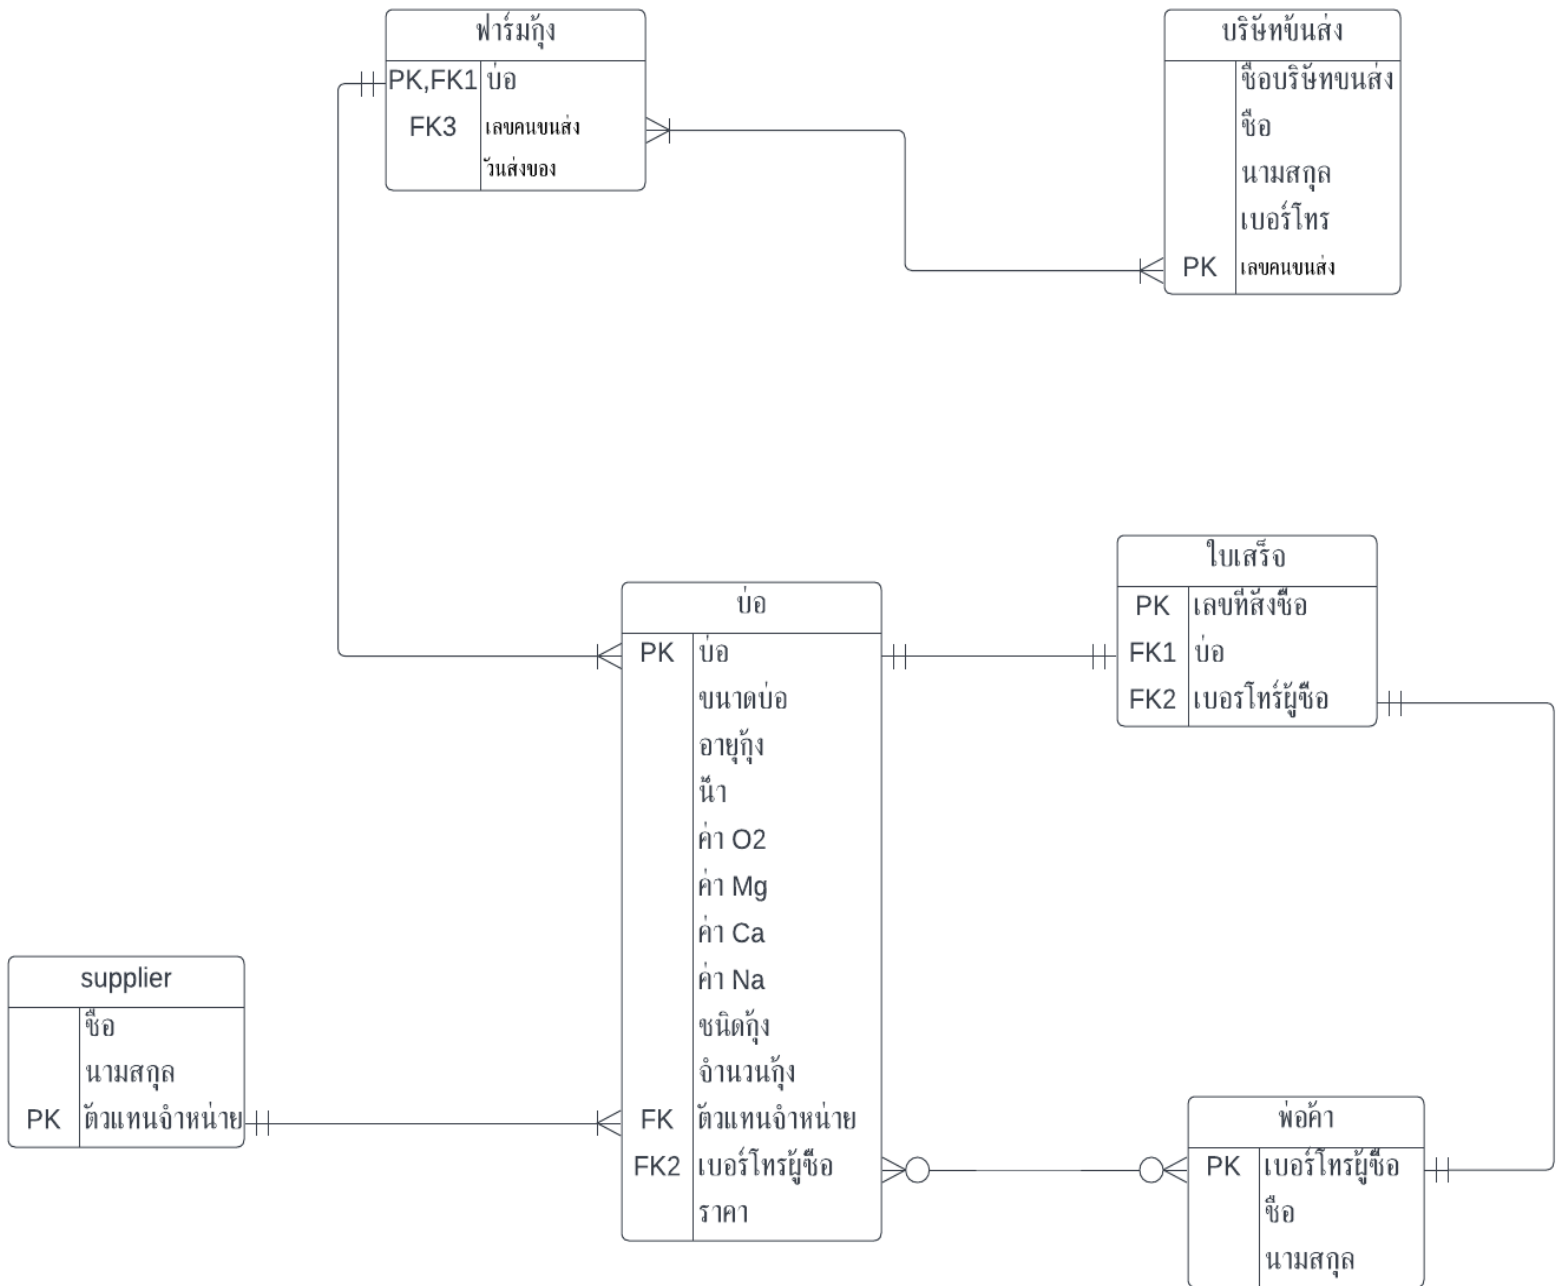 ฟาร์มกุ้ง
PK,FK1 บ่อ
FK3 เลขคนขนส่ง
วันส่งของ
บริษัทขนส่ง
ชื่อบริษัทขนส่ง
ชื่อ
นามสกุล
เบอร์โทร
PK เลขคนขนส่ง
ใบเสร็จ
PK เลขที่สั่งซื้อ
FK1 บ่อ
FK2 เบอรโทร์ผู้ซื้อ
บ่อ
PK บ่อ
ขนาดบ่อ
อายุกุ้ง
น้ำ
ค่า O2
ค่า Mg
ค่า Ca
ค่า Na
ชนิดกุ้ง
จำนวนกุ้ง
FK ตัวแทนจำหน่าย
FK2 เบอร์โทรผู้ซื้อ
ราคา
supplier
ชื่อ
นามสกุล
PK ตัวแทนจำหน่าย
พ่อค้า
PK เบอร์โทรผู้ซื้อ
ชื่อ
นามสกุล